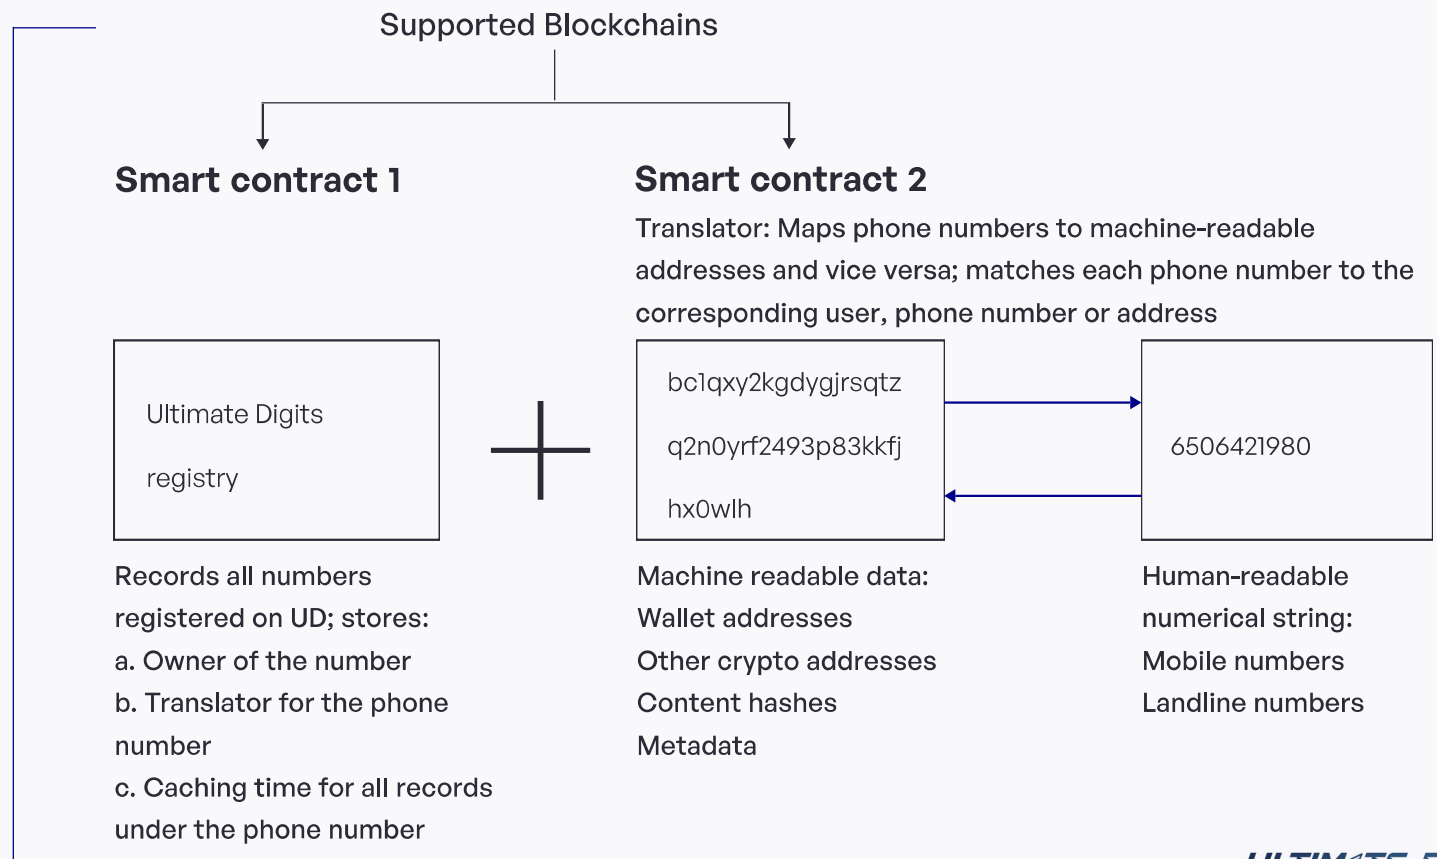 Supported Blockchains
Smart contract 1
Smart contract 2
Translator: Maps phone numbers to machine-readable
addresses and vice versa; matches each phone number to the
corresponding user, phone number or address
Ultimate Digits
registry
bc1qxy2kgdygjrsqtz
q2n0yrf2493p83kkfj
hx0wlh
6506421980
Records all numbers
registered on UD; stores:
a. Owner of the number
b. Translator for the phone
number
c. Caching time for all records
under the phone number
Machine readable data:
Wallet addresses
Other crypto addresses
Content hashes
Metadata
Human-readable
numerical string:
Mobile numbers
Landline numbers